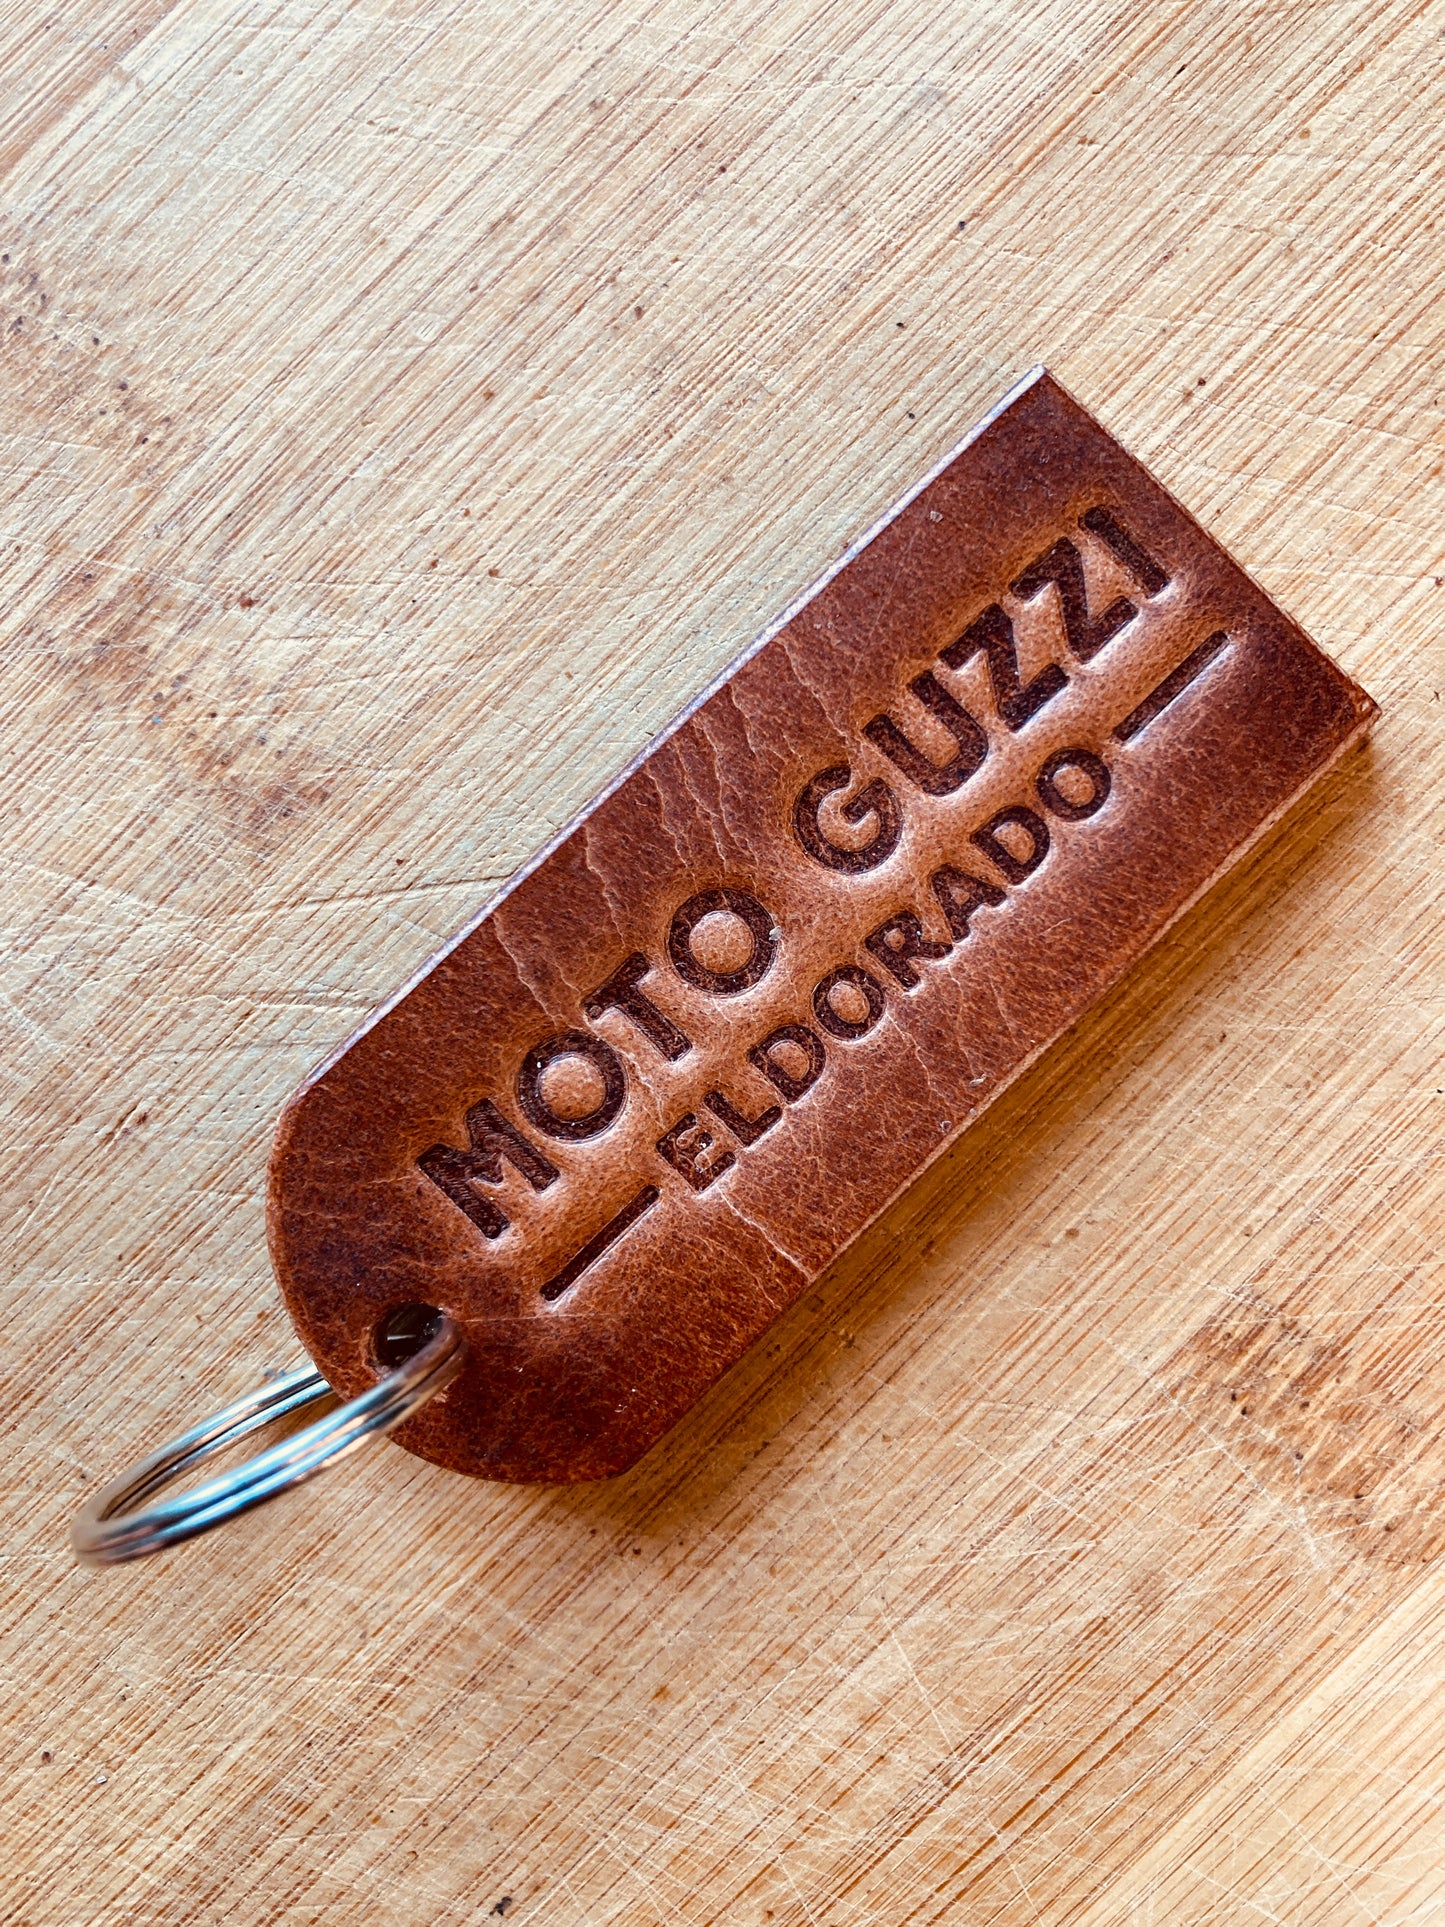 MOTO GUZZI
— ELDORADO —